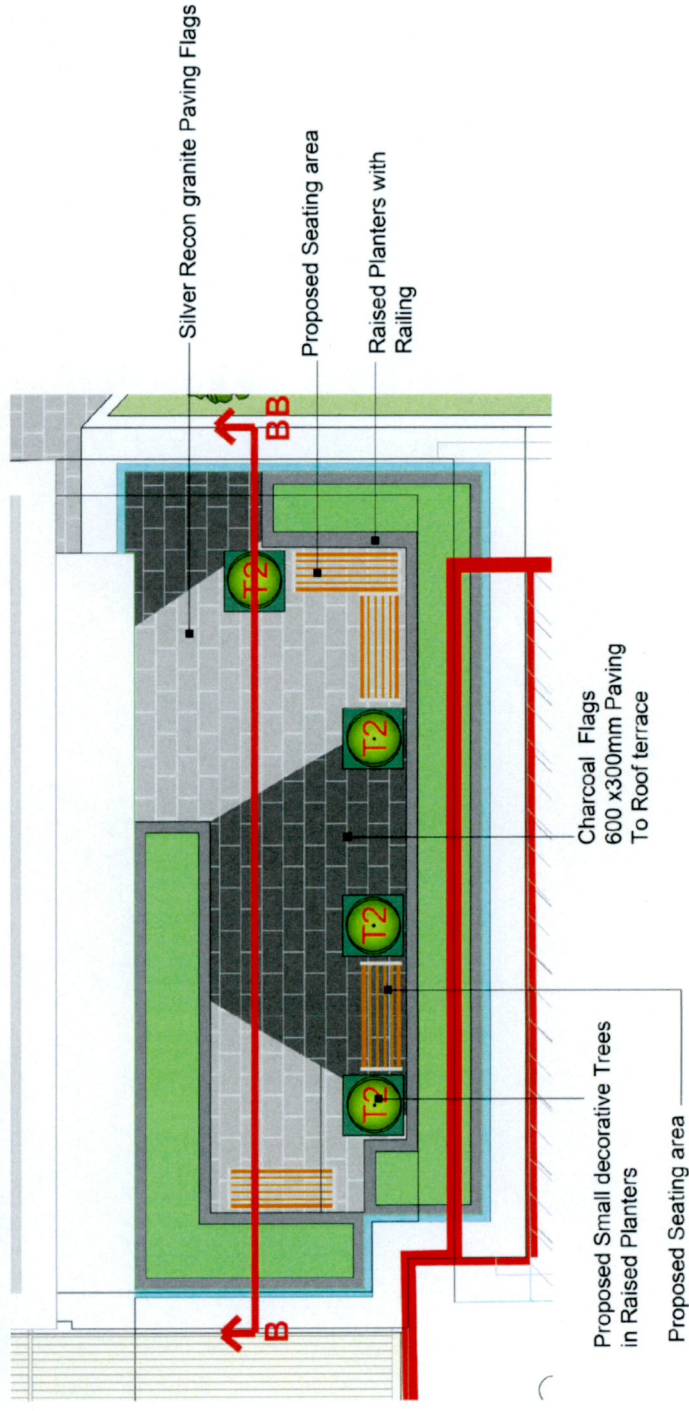 Silver Recon granite Paving Flags
Proposed Seating area
Raised Planters with
Railing
BB
T2
T2
T2
T2
B
Charcoal Flags
600 x300mm Paving
To Roof terrace
Proposed Small decorative Trees
in Raised Planters
Proposed Seating area